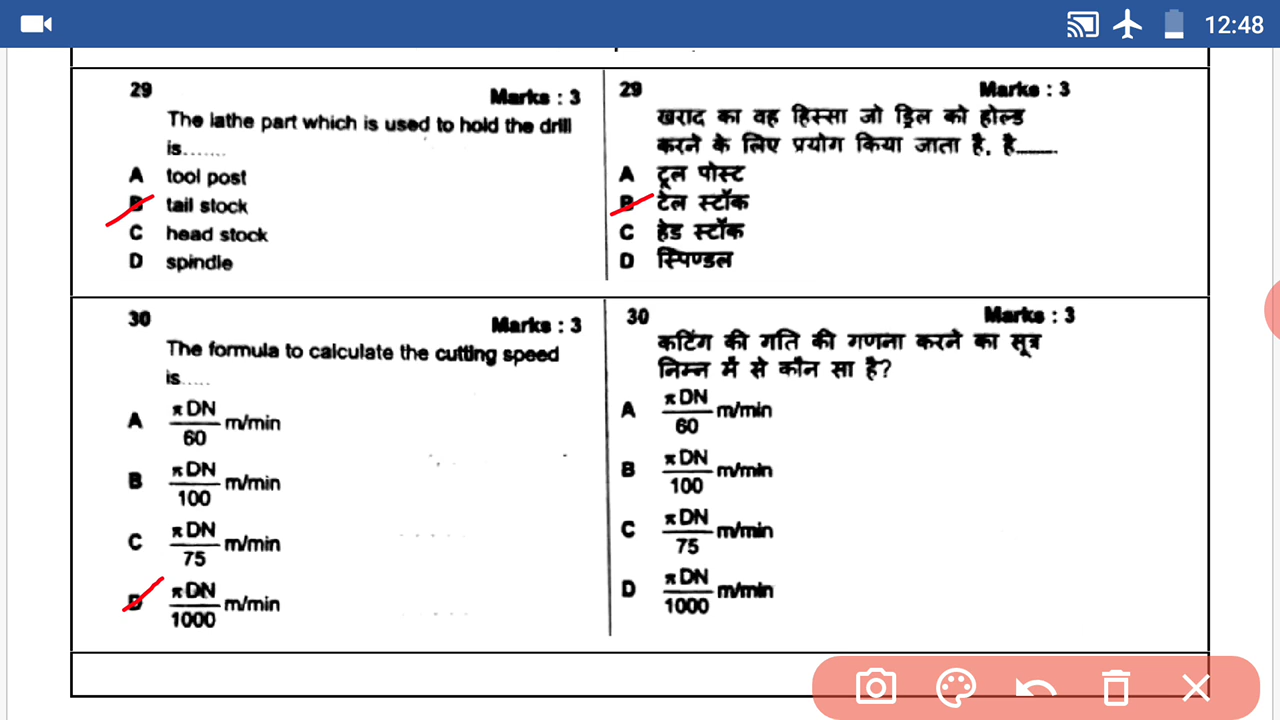 12:48
29
Marks : 3
The lathe part which is used to hold the drill
is.......
A tool post
B tail stock
C head stock
D spindle
29
Marks : 3
खराद का वह हिस्सा जो ड्रिल को होल्ड
करने के लिए प्रयोग किया जाता है, है........
A टूल पोस्ट
B टेल स्टॉक
C हेड स्टॉक
D स्पिण्डल
30
Marks : 3
The formula to calculate the cutting speed
is.....
A πDN/60 m/min
B πDN/100 m/min
C πDN/75 m/min
D πDN/1000 m/min
30
Marks : 3
कटिंग की गति की गणना करने का सूत्र
निम्न में से कौन सा है?
A πDN/60 m/min
B πDN/100 m/min
C πDN/75 m/min
D πDN/1000 m/min